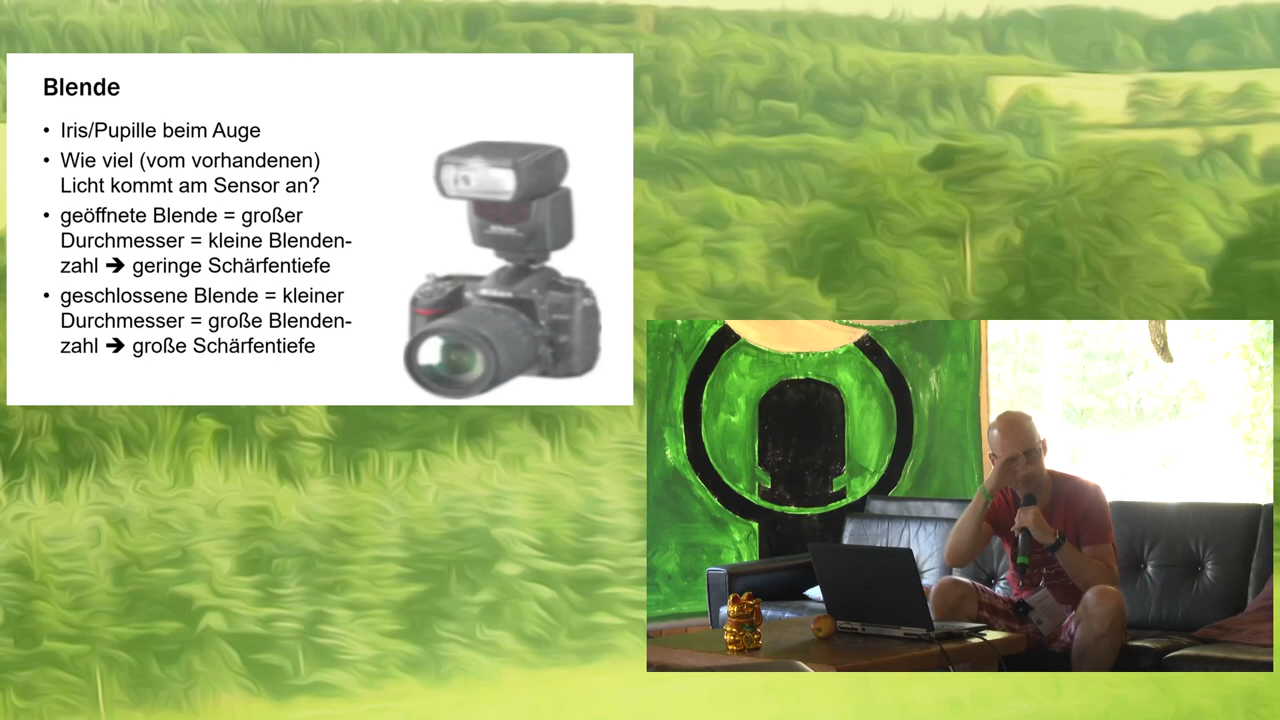 Blende
• Iris/Pupille beim Auge
• Wie viel (vom vorhandenen)
Licht kommt am Sensor an?
• geöffnete Blende = großer
Durchmesser = kleine Blenden-
zahl ➔ geringe Schärfentiefe
• geschlossene Blende = kleiner
Durchmesser = große Blenden-
zahl ➔ große Schärfentiefe